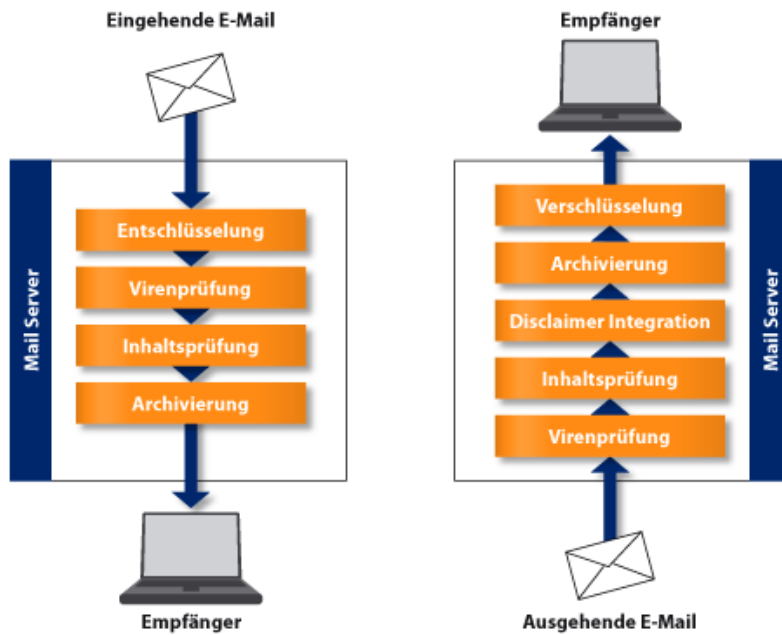 Eingehende E-Mail
Mail Server
Entschlüsselung
Virenprüfung
Inhaltsprüfung
Archivierung
Empfänger
Empfänger
Verschlüsselung
Archivierung
Disclaimer Integration
Inhaltsprüfung
Virenprüfung
Mail Server
Ausgehende E-Mail